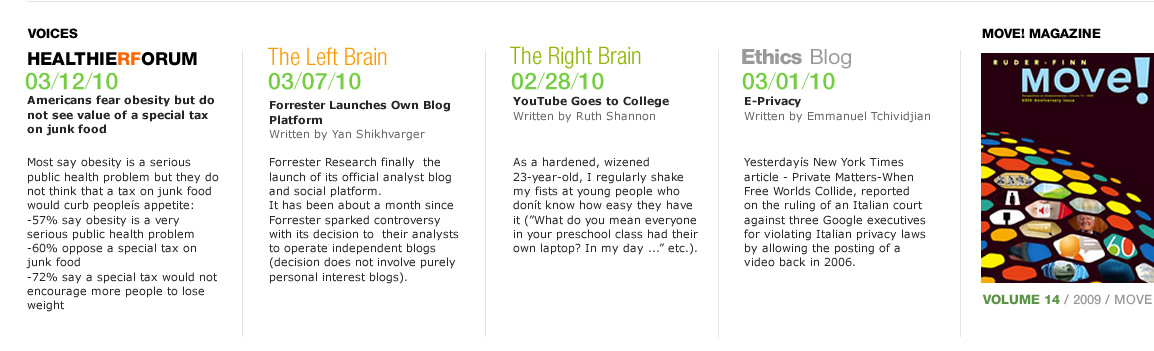 VOICES
HEALTHIERFORUM
03/12/10
Americans fear obesity but do
not see value of a special tax
on junk food
Most say obesity is a serious
public health problem but they do
not think that a tax on junk food
would curb peopleís appetite:
-57% say obesity is a very
serious public health problem
-60% oppose a special tax on
junk food
-72% say a special tax would not
encourage more people to lose
weight
The Left Brain
03/07/10
Forrester Launches Own Blog
Platform
Written by Yan Shikhvarger
Forrester Research finally the
launch of its official analyst blog
and social platform.
It has been about a month since
Forrester sparked controversy
with its decision to their analysts
to operate independent blogs
(decision does not involve purely
personal interest blogs).
The Right Brain
02/28/10
YouTube Goes to College
Written by Ruth Shannon
As a hardened, wizened
23-year-old, I regularly shake
my fists at young people who
donít know how easy they have
it (”What do you mean everyone
in your preschool class had their
own laptop? In my day ...” etc.).
Ethics Blog
03/01/10
E-Privacy
Written by Emmanuel Tchividjian
Yesterdayís New York Times
article - Private Matters-When
Free Worlds Collide, reported
on the ruling of an Italian court
against three Google executives
for violating Italian privacy laws
by allowing the posting of a
video back in 2006.
MOVE! MAGAZINE
RUDER·FINN
Move!
60th Anniversary Issue
60
VOLUME 14 / 2009 / MOVE